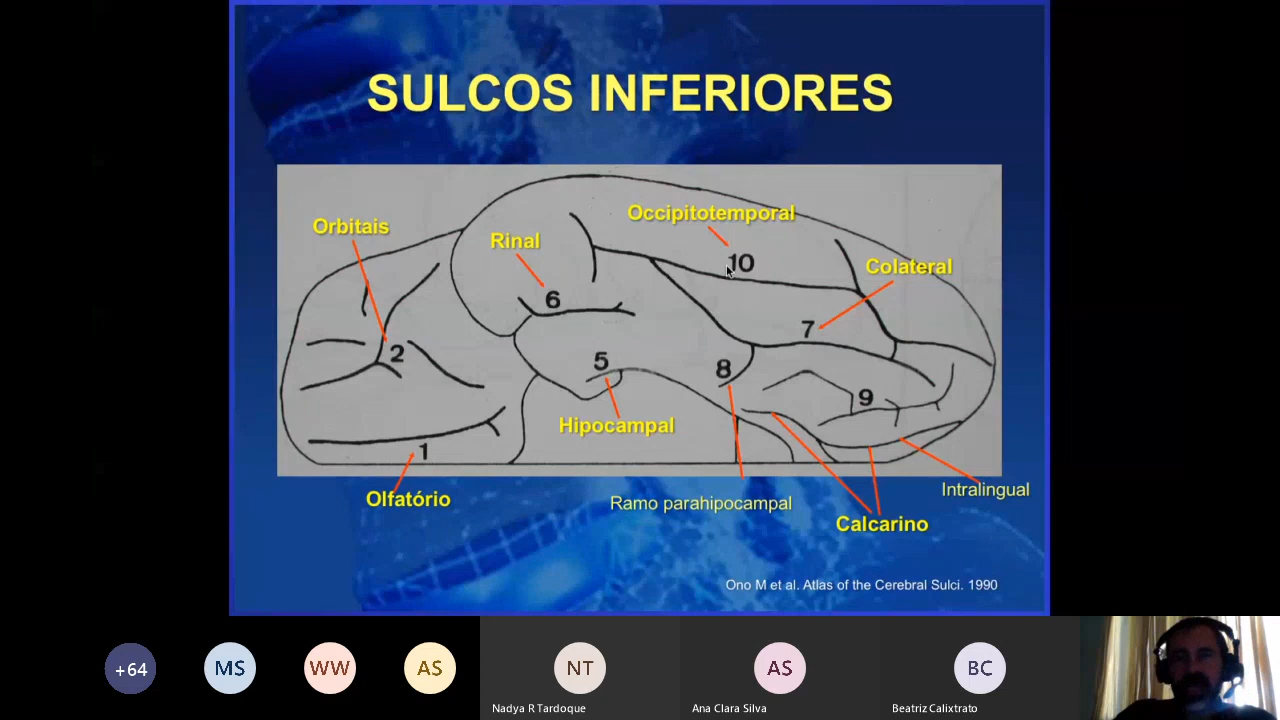 SULCOS INFERIORES
Orbitais
Rinal
Occipitotemporal
Colateral
10
6
7
2
5
8
9
Hipocampal
1
Olfatório
Ramo parahipocampal
Intralingual
Calcarino
Ono M et al. Atlas of the Cerebral Sulci. 1990
+64
MS
WW
AS
NT
AS
BC
Nadya R Tardoque
Ana Clara Silva
Beatriz Calixtrato